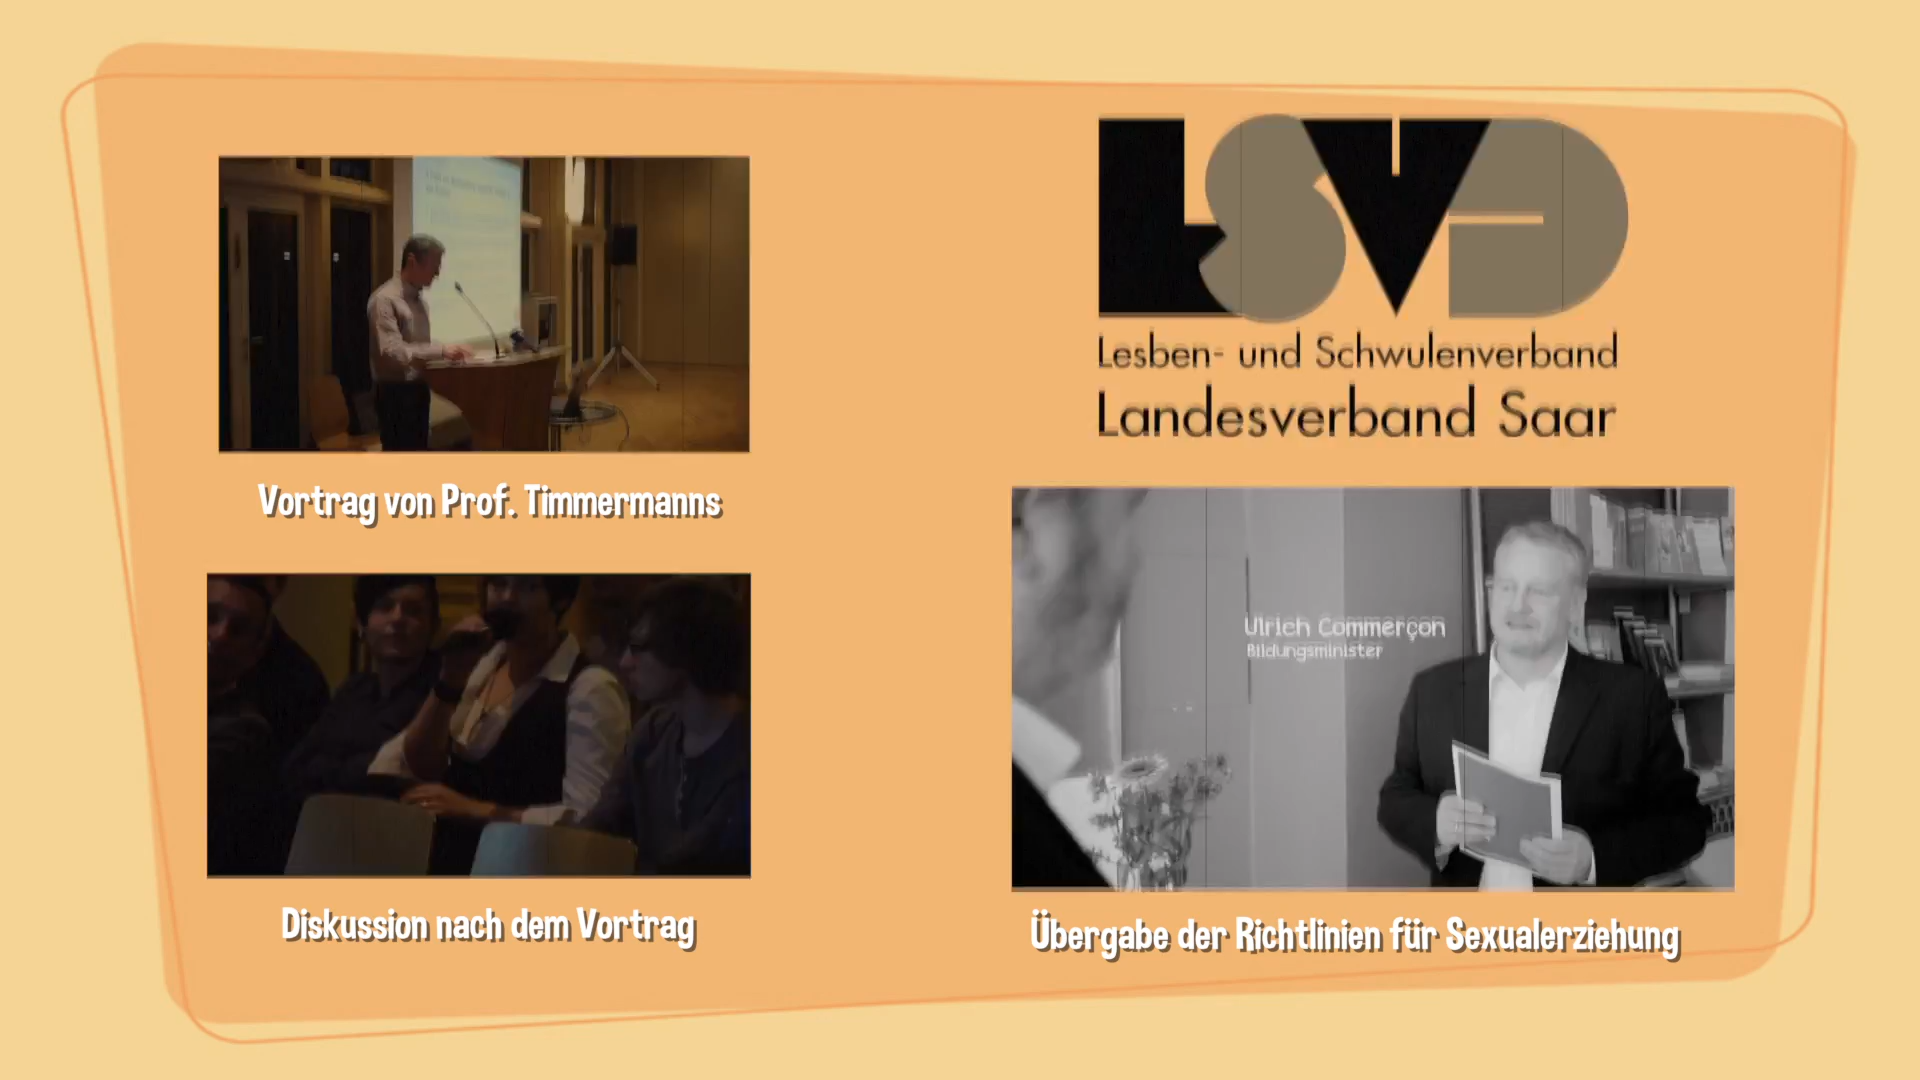 Vortrag von Prof. Timmermanns
Diskussion nach dem Vortrag
LSVD
Lesben- und Schwulenverband
Landesverband Saar
Ulrich Commerçon
Bildungsminister
Übergabe der Richtlinien für Sexualerziehung